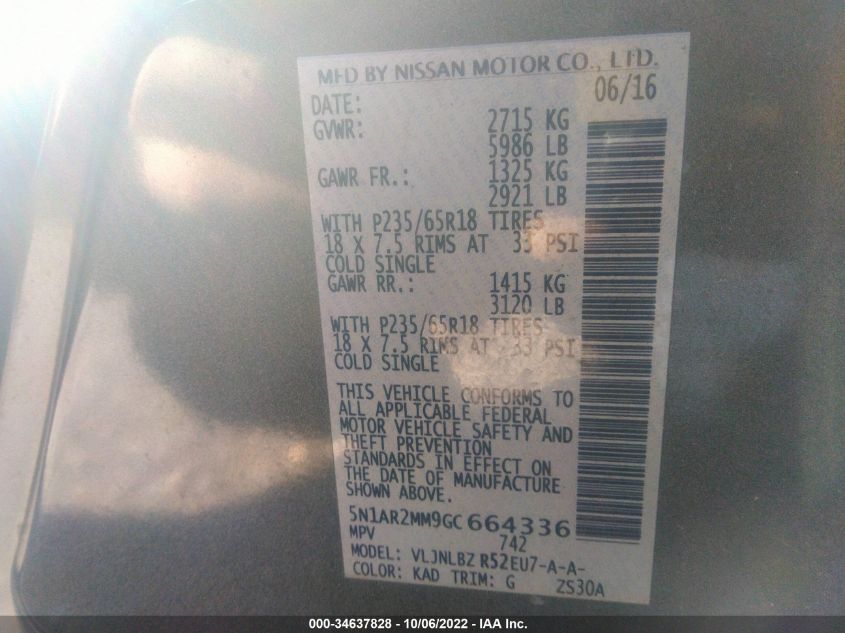 MFD BY NISSAN MOTOR CO., LTD.
DATE: 06/16
GVWR: 2715 KG
5986 LB
GAWR FR.: 1325 KG
2921 LB
WITH P235/65R18 TIRES
18 X 7.5 RIMS AT 33 PSI
COLD SINGLE
GAWR RR.: 1415 KG
3120 LB
WITH P235/65R18 TIRES
18 X 7.5 RIMS AT 33 PSI
COLD SINGLE
THIS VEHICLE CONFORMS TO
ALL APPLICABLE FEDERAL
MOTOR VEHICLE SAFETY AND
THEFT PREVENTION
STANDARDS IN EFFECT ON
THE DATE OF MANUFACTURE
SHOWN ABOVE.
5N1AR2MM9GC 664336
MPV 742
MODEL: VLJNLBZ R52EU7-A-A-
COLOR: KAD TRIM: G ZS30A
000-34637828 - 10/06/2022 - IAA Inc.